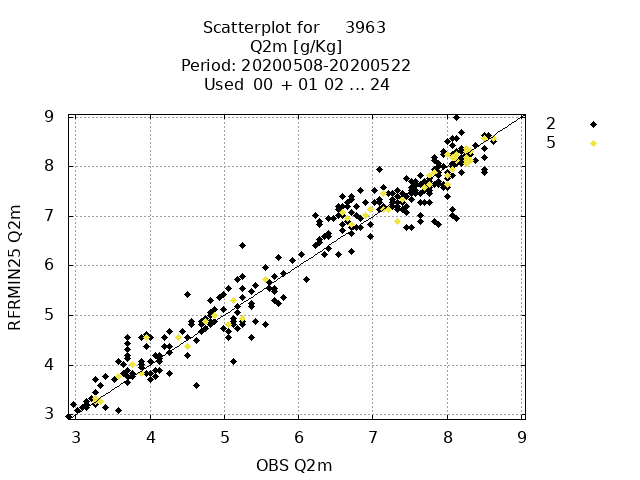 Scatterplot for 3963
Q2m [g/Kg]
Period: 20200508-20200522
Used 00 + 01 02 ... 24
2
5
9
8
7
6
5
4
3
RFRMIN25 Q2m
3 4 5 6 7 8 9
OBS Q2m